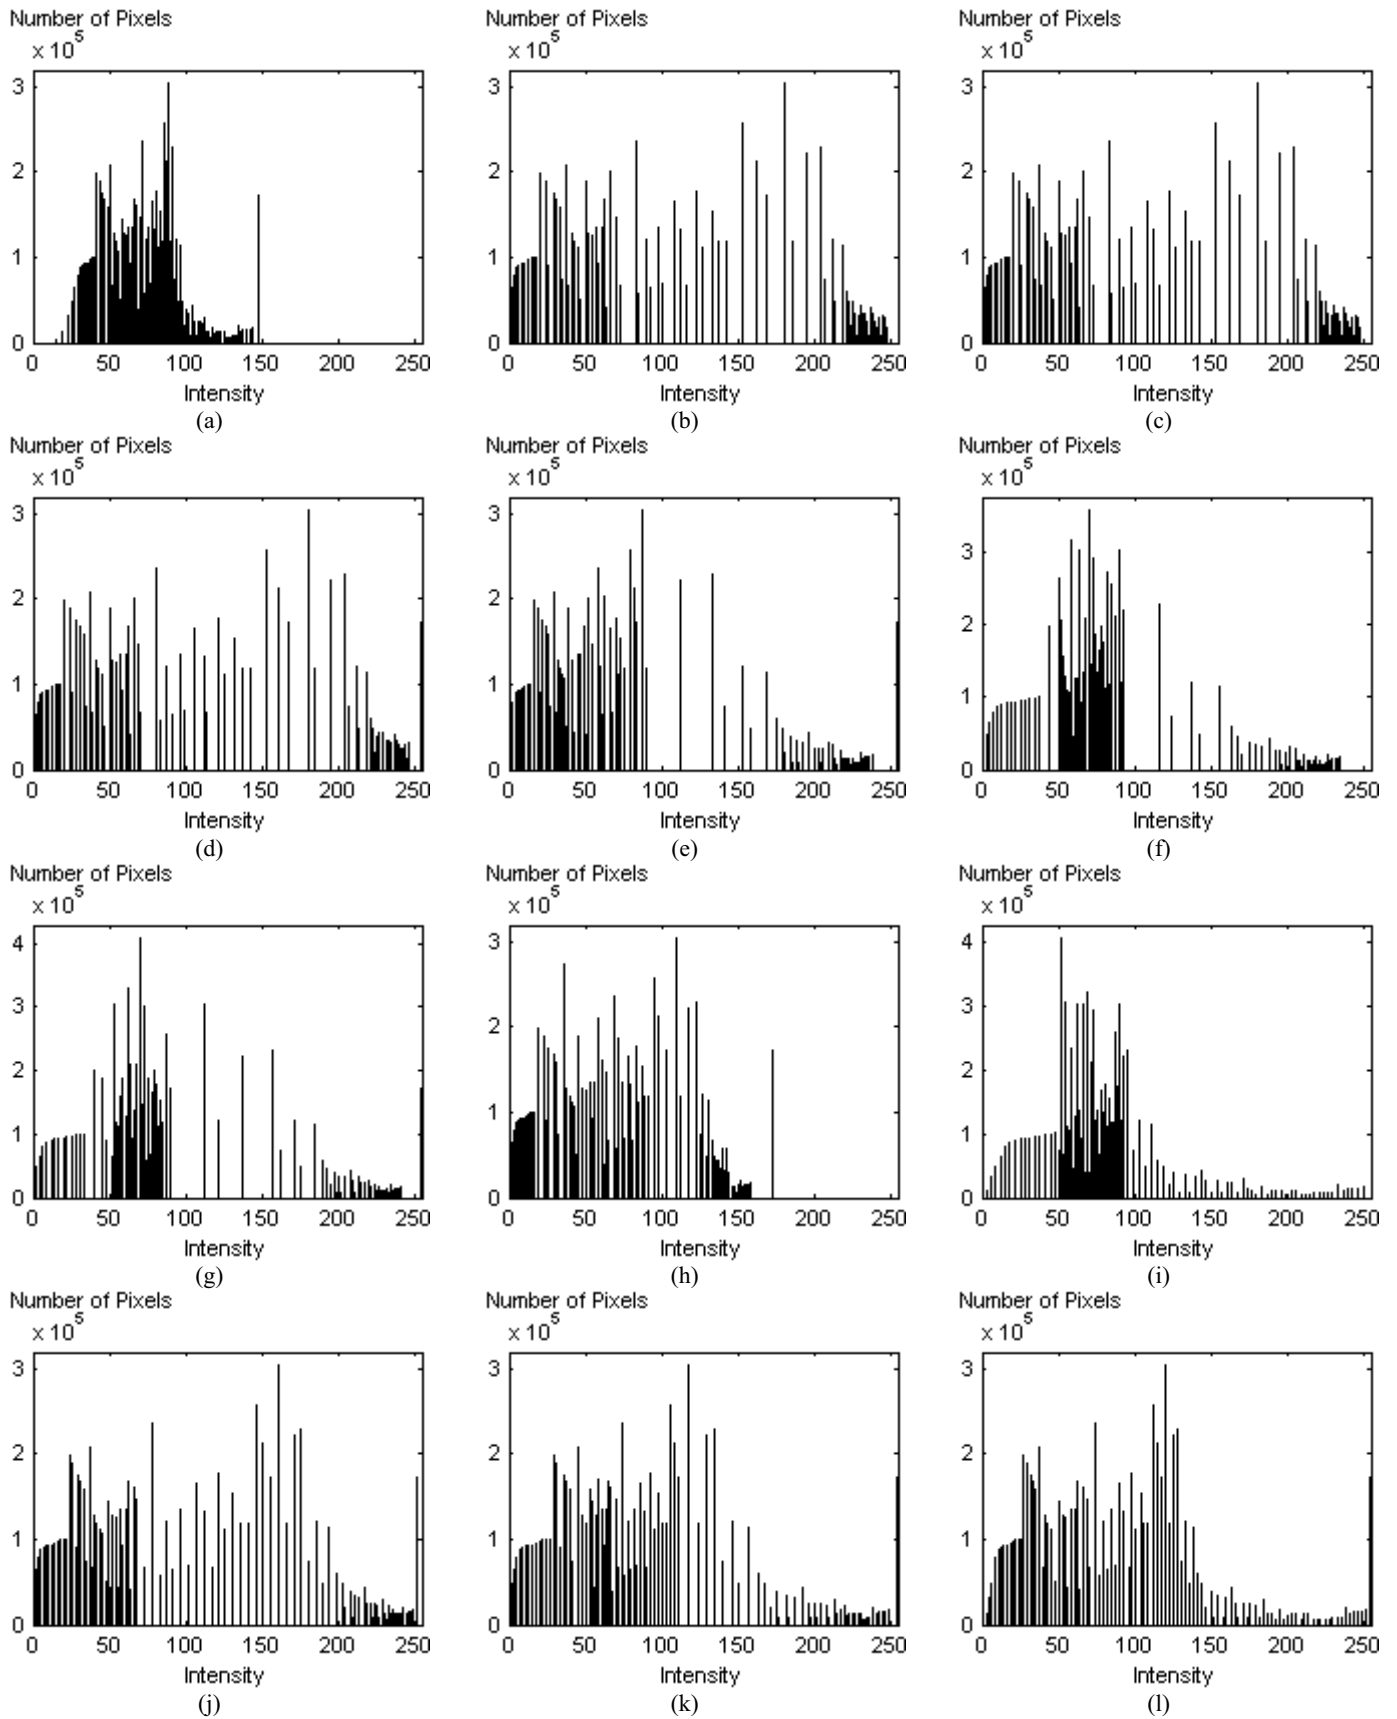 Number of Pixels Number of Pixels Number of Pixels
x 10^5 x 10^5 x 10^5
3 3 3
2 2 2
1 1 1
0 0 0
0 50 100 150 200 250 0 50 100 150 200 250 0 50 100 150 200 250
Intensity Intensity Intensity
(a) (b) (c)
Number of Pixels Number of Pixels Number of Pixels
x 10^5 x 10^5 x 10^5
3 3 3
2 2 2
1 1 1
0 0 0
0 50 100 150 200 250 0 50 100 150 200 250 0 50 100 150 200 250
Intensity Intensity Intensity
(d) (e) (f)
Number of Pixels Number of Pixels Number of Pixels
x 10^5 x 10^5 x 10^5
4 3 4
3 2 3
2 1 2
1 0 1
0 0
0 50 100 150 200 250 0 50 100 150 200 250 0 50 100 150 200 250
Intensity Intensity Intensity
(g) (h) (i)
Number of Pixels Number of Pixels Number of Pixels
x 10^5 x 10^5 x 10^5
3 3 3
2 2 2
1 1 1
0 0 0
0 50 100 150 200 250 0 50 100 150 200 250 0 50 100 150 200 250
Intensity Intensity Intensity
(j) (k) (l)